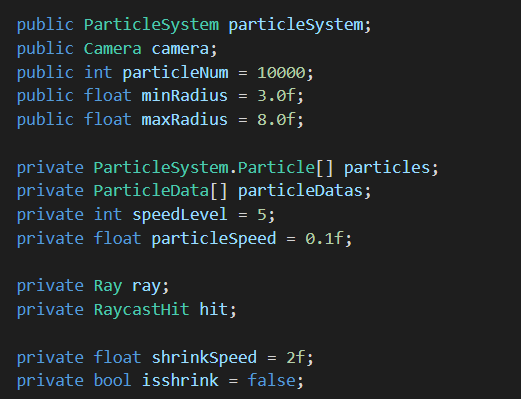 public ParticleSystem particleSystem;
public Camera camera;
public int particleNum = 10000;
public float minRadius = 3.0f;
public float maxRadius = 8.0f;
private ParticleSystem.Particle[] particles;
private ParticleData[] particleDatas;
private int speedLevel = 5;
private float particleSpeed = 0.1f;
private Ray ray;
private RaycastHit hit;
private float shrinkSpeed = 2f;
private bool isshrink = false;